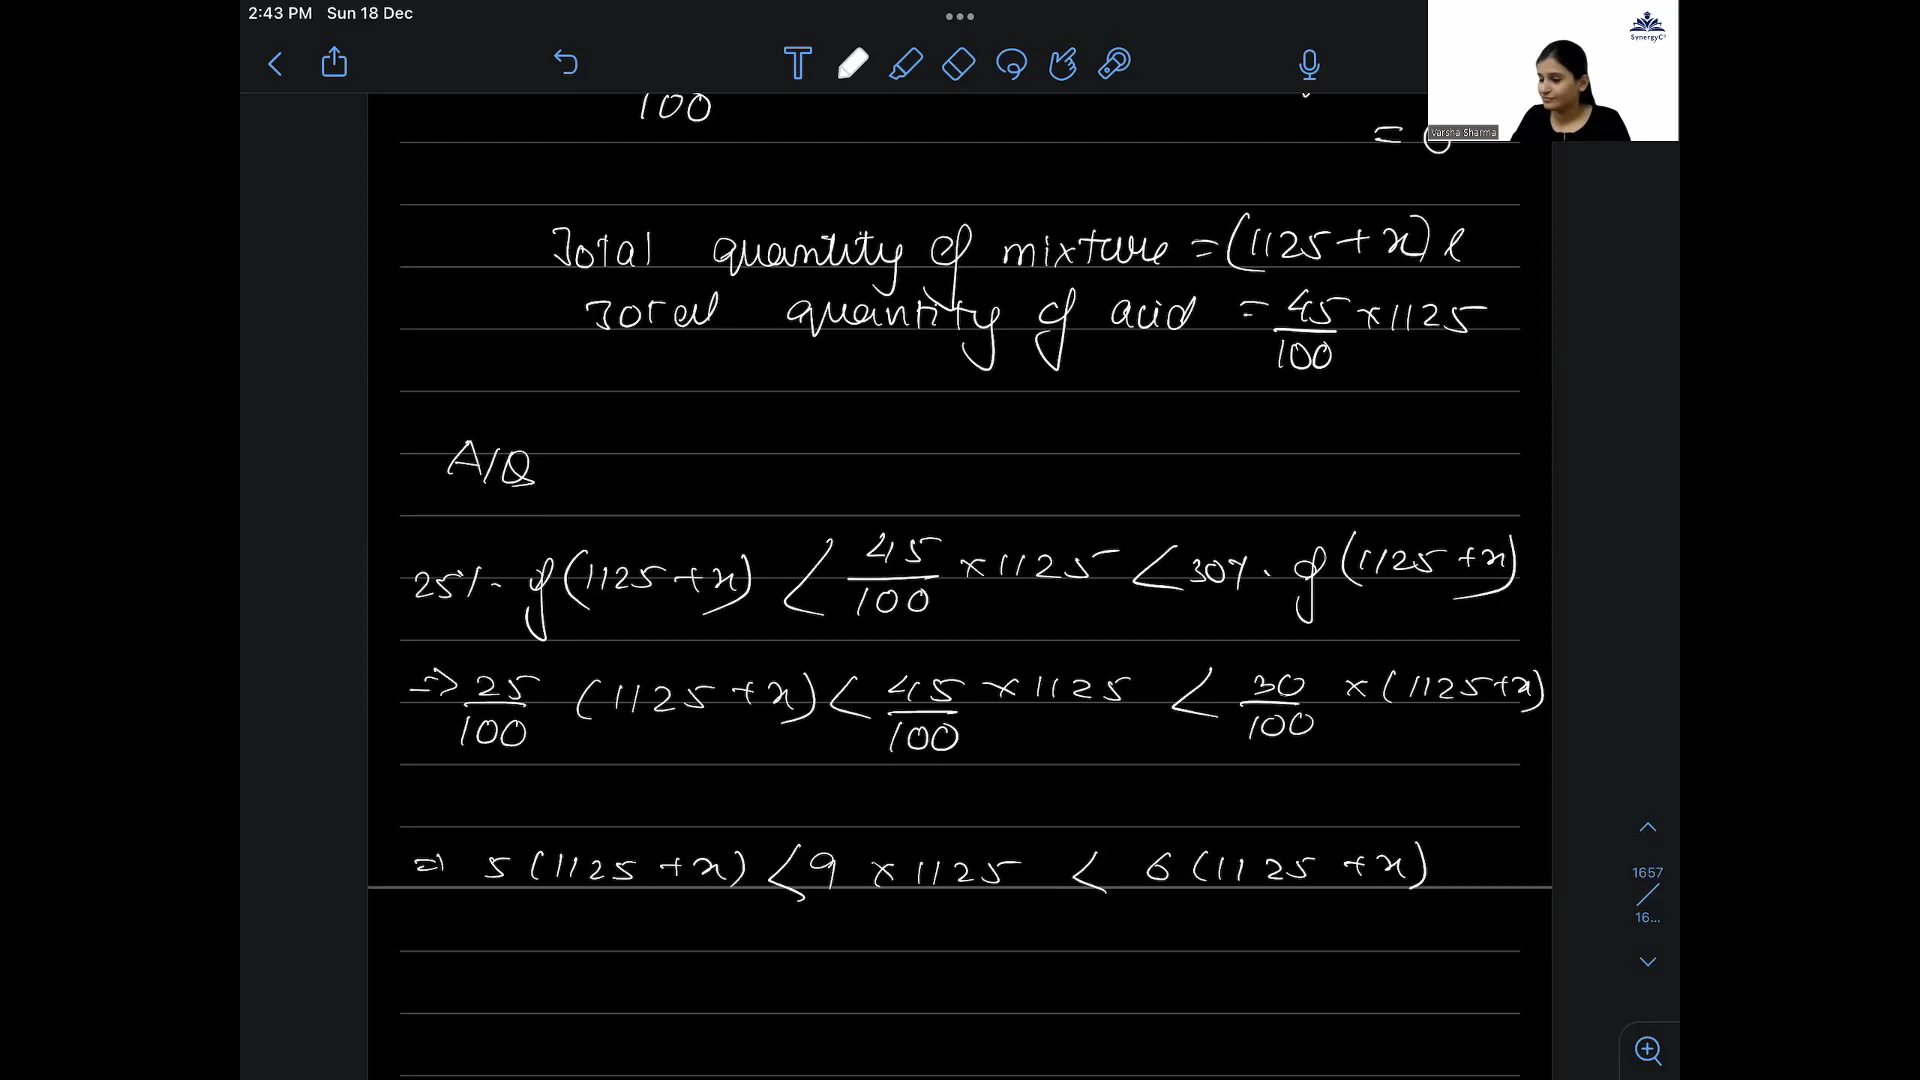 2:43 PM Sun 18 Dec
SynergyC²
Varsha Sharma
100
=
Total quantity of mixture = (1125 + x) l
Total quantity of acid = 45/100 × 1125
A/Q
25% of (1125 + x) < 45/100 × 1125 < 30% of (1125 + x)
=> 25/100 (1125 + x) < 45/100 × 1125 < 30/100 × (1125 + x)
=> 5 (1125 + x) < 9 × 1125 < 6 (1125 + x)
1657
/
16...